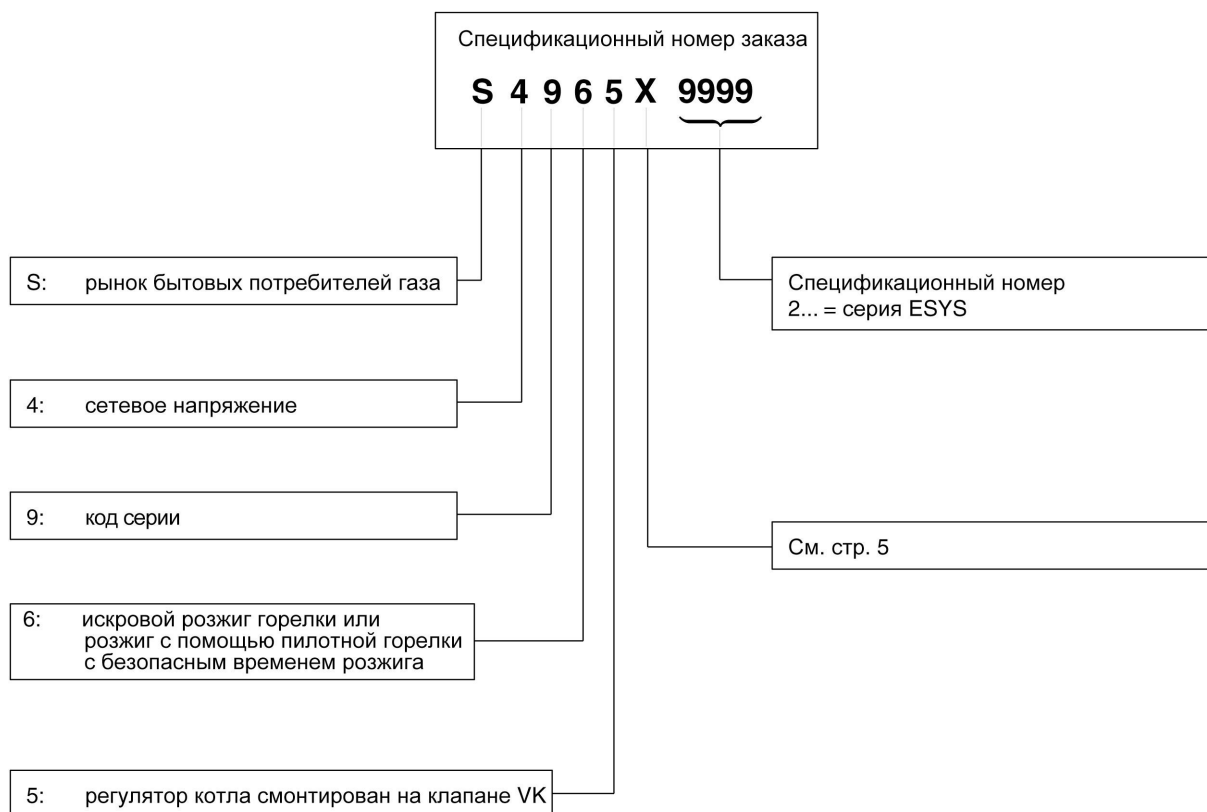 Спецификационный номер заказа
S 4 9 6 5 X 9999
S: рынок бытовых потребителей газа
Спецификационный номер
2... = серия ESYS
4: сетевое напряжение
9: код серии
См. стр. 5
6: искровой розжиг горелки или
розжиг с помощью пилотной горелки
с безопасным временем розжига
5: регулятор котла смонтирован на клапане VK